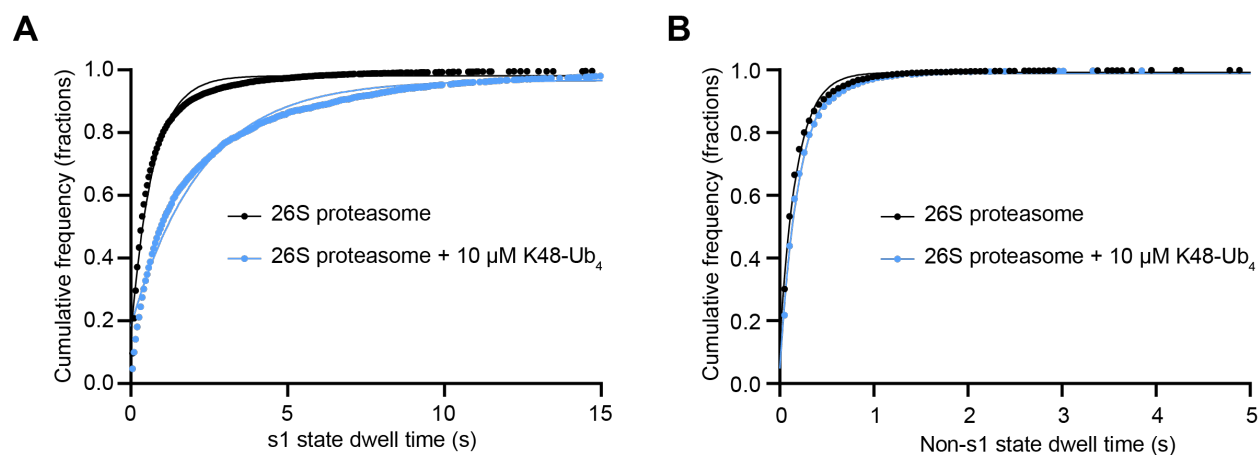 A
Cumulative frequency (fractions)
1.0
0.8
0.6
0.4
0.2
0.0
26S proteasome
26S proteasome + 10 µM K48-Ub₄
0
5
10
15
s1 state dwell time (s)
B
Cumulative frequency (fractions)
1.0
0.8
0.6
0.4
0.2
0.0
26S proteasome
26S proteasome + 10 µM K48-Ub₄
0
1
2
3
4
5
Non-s1 state dwell time (s)